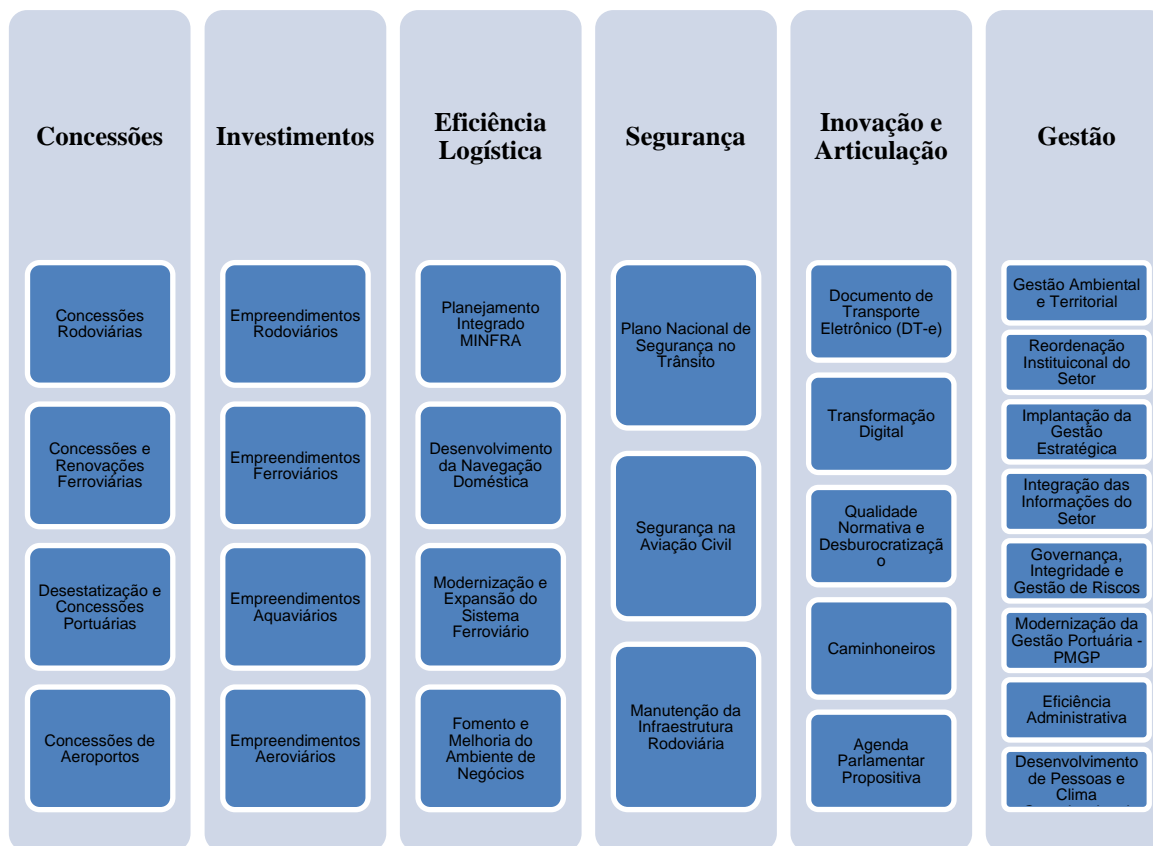 Concessões
Concessões
Rodoviárias
Concessões e
Renovações
Ferroviárias
Desestatização e
Concessões
Portuárias
Concessões de
Aeroportos
Investimentos
Empreendimentos
Rodoviários
Empreendimentos
Ferroviários
Empreendimentos
Aquaviários
Empreendimentos
Aeroviários
Eficiência
Logística
Planejamento
Integrado
MINFRA
Desenvolvimento
da Navegação
Doméstica
Modernização e
Expansão do
Sistema
Ferroviário
Fomento e
Melhoria do
Ambiente de
Negócios
Segurança
Plano Nacional de
Segurança no
Trânsito
Segurança na
Aviação Civil
Manutenção da
Infraestrutura
Rodoviária
Inovação e
Articulação
Documento de
Transporte
Eletrônico (DT-e)
Transformação
Digital
Qualidade
Normativa e
Desburocratizaçã
o
Caminhoneiros
Agenda
Parlamentar
Propositiva
Gestão
Gestão Ambiental
e Territorial
Reordenação
Instituiconal do
Setor
Implantação da
Gestão
Estratégica
Integração das
Informações do
Setor
Governança,
Integridade e
Gestão de Riscos
Modernização da
Gestão Portuária -
PMGP
Eficiência
Administrativa
Desenvolvimento
de Pessoas e
Clima